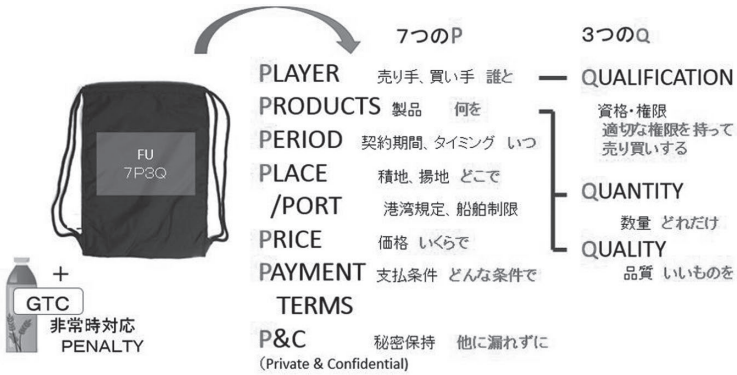 7つのP
3つのQ
PLAYER 売り手、買い手 誰と
QUALIFICATION
資格・権限
適切な権限を持って
売り買いする
PRODUCTS 製品 何を
PERIOD 契約期間、タイミング いつ
PLACE 積地、揚地 どこで
/PORT 港湾規定、船舶制限
QUANTITY
数量 どれだけ
PRICE 価格 いくらで
QUALITY
品質 いいものを
PAYMENT 支払条件 どんな条件で
TERMS
P&C 秘密保持 他に漏れずに
(Private & Confidential)
FU
7P3Q
+
GTC
非常時対応
PENALTY